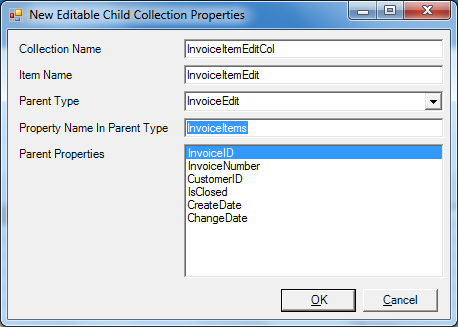 New Editable Child Collection Properties
Collection Name InvoiceItemEditCol
Item Name InvoiceItemEdit
Parent Type InvoiceEdit
Property Name In Parent Type InvoiceItems
Parent Properties InvoiceID
InvoiceNumber
CustomerID
IsClosed
CreateDate
ChangeDate
OK Cancel